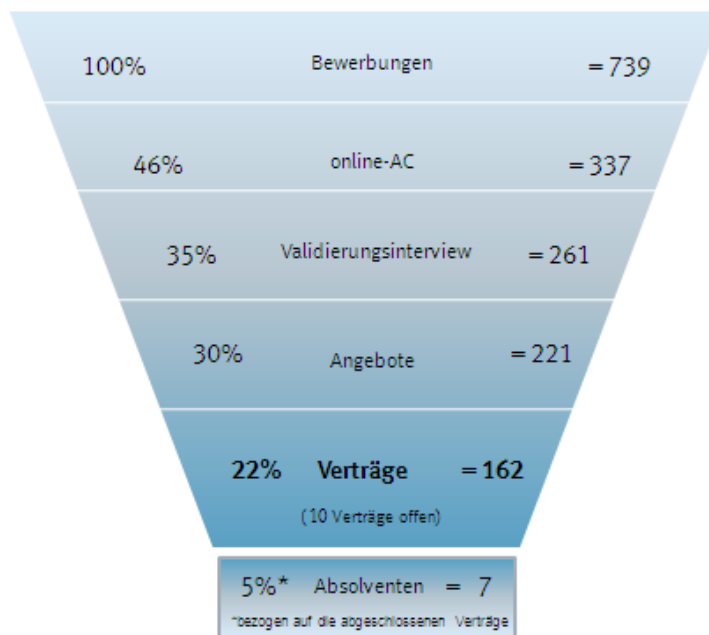 100% Bewerbungen = 739
46% online-AC = 337
35% Validierungsinterview = 261
30% Angebote = 221
22% Verträge = 162
(10 Verträge offen)
5%* Absolventen = 7
*bezogen auf die abgeschlossenen Verträge